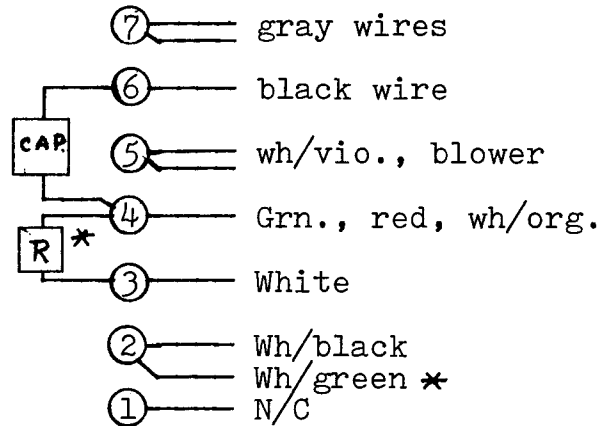 7 gray wires
6 black wire
CAP.
5 wh/vio., blower
4 Grn., red, wh/org.
R *
3 White
2 Wh/black
Wh/green *
1 N/C